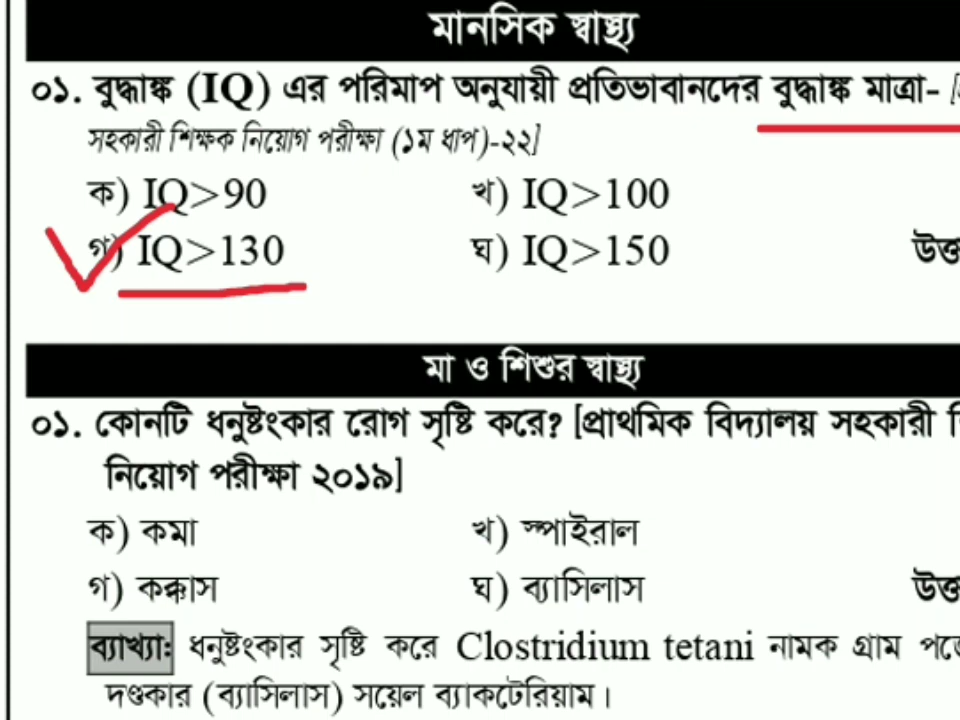 মানসিক স্বাস্থ্য
০১. বুদ্ধাঙ্ক (IQ) এর পরিমাপ অনুযায়ী প্রতিভাবানদের বুদ্ধাঙ্ক মাত্রা-
সহকারী শিক্ষক নিয়োগ পরীক্ষা (১ম ধাপ)-২২]
ক) IQ>90 খ) IQ>100
গ) IQ>130 ঘ) IQ>150
মা ও শিশুর স্বাস্থ্য
০১. কোনটি ধনুষ্টংকার রোগ সৃষ্টি করে? [প্রাথমিক বিদ্যালয় সহকারী
নিয়োগ পরীক্ষা ২০১৯]
ক) কমা খ) স্পাইরাল
গ) কক্কাস ঘ) ব্যাসিলাস
ব্যাখ্যা: ধনুষ্টংকার সৃষ্টি করে Clostridium tetani নামক গ্রাম
দণ্ডকার (ব্যাসিলাস) সয়েল ব্যাকটেরিয়াম।